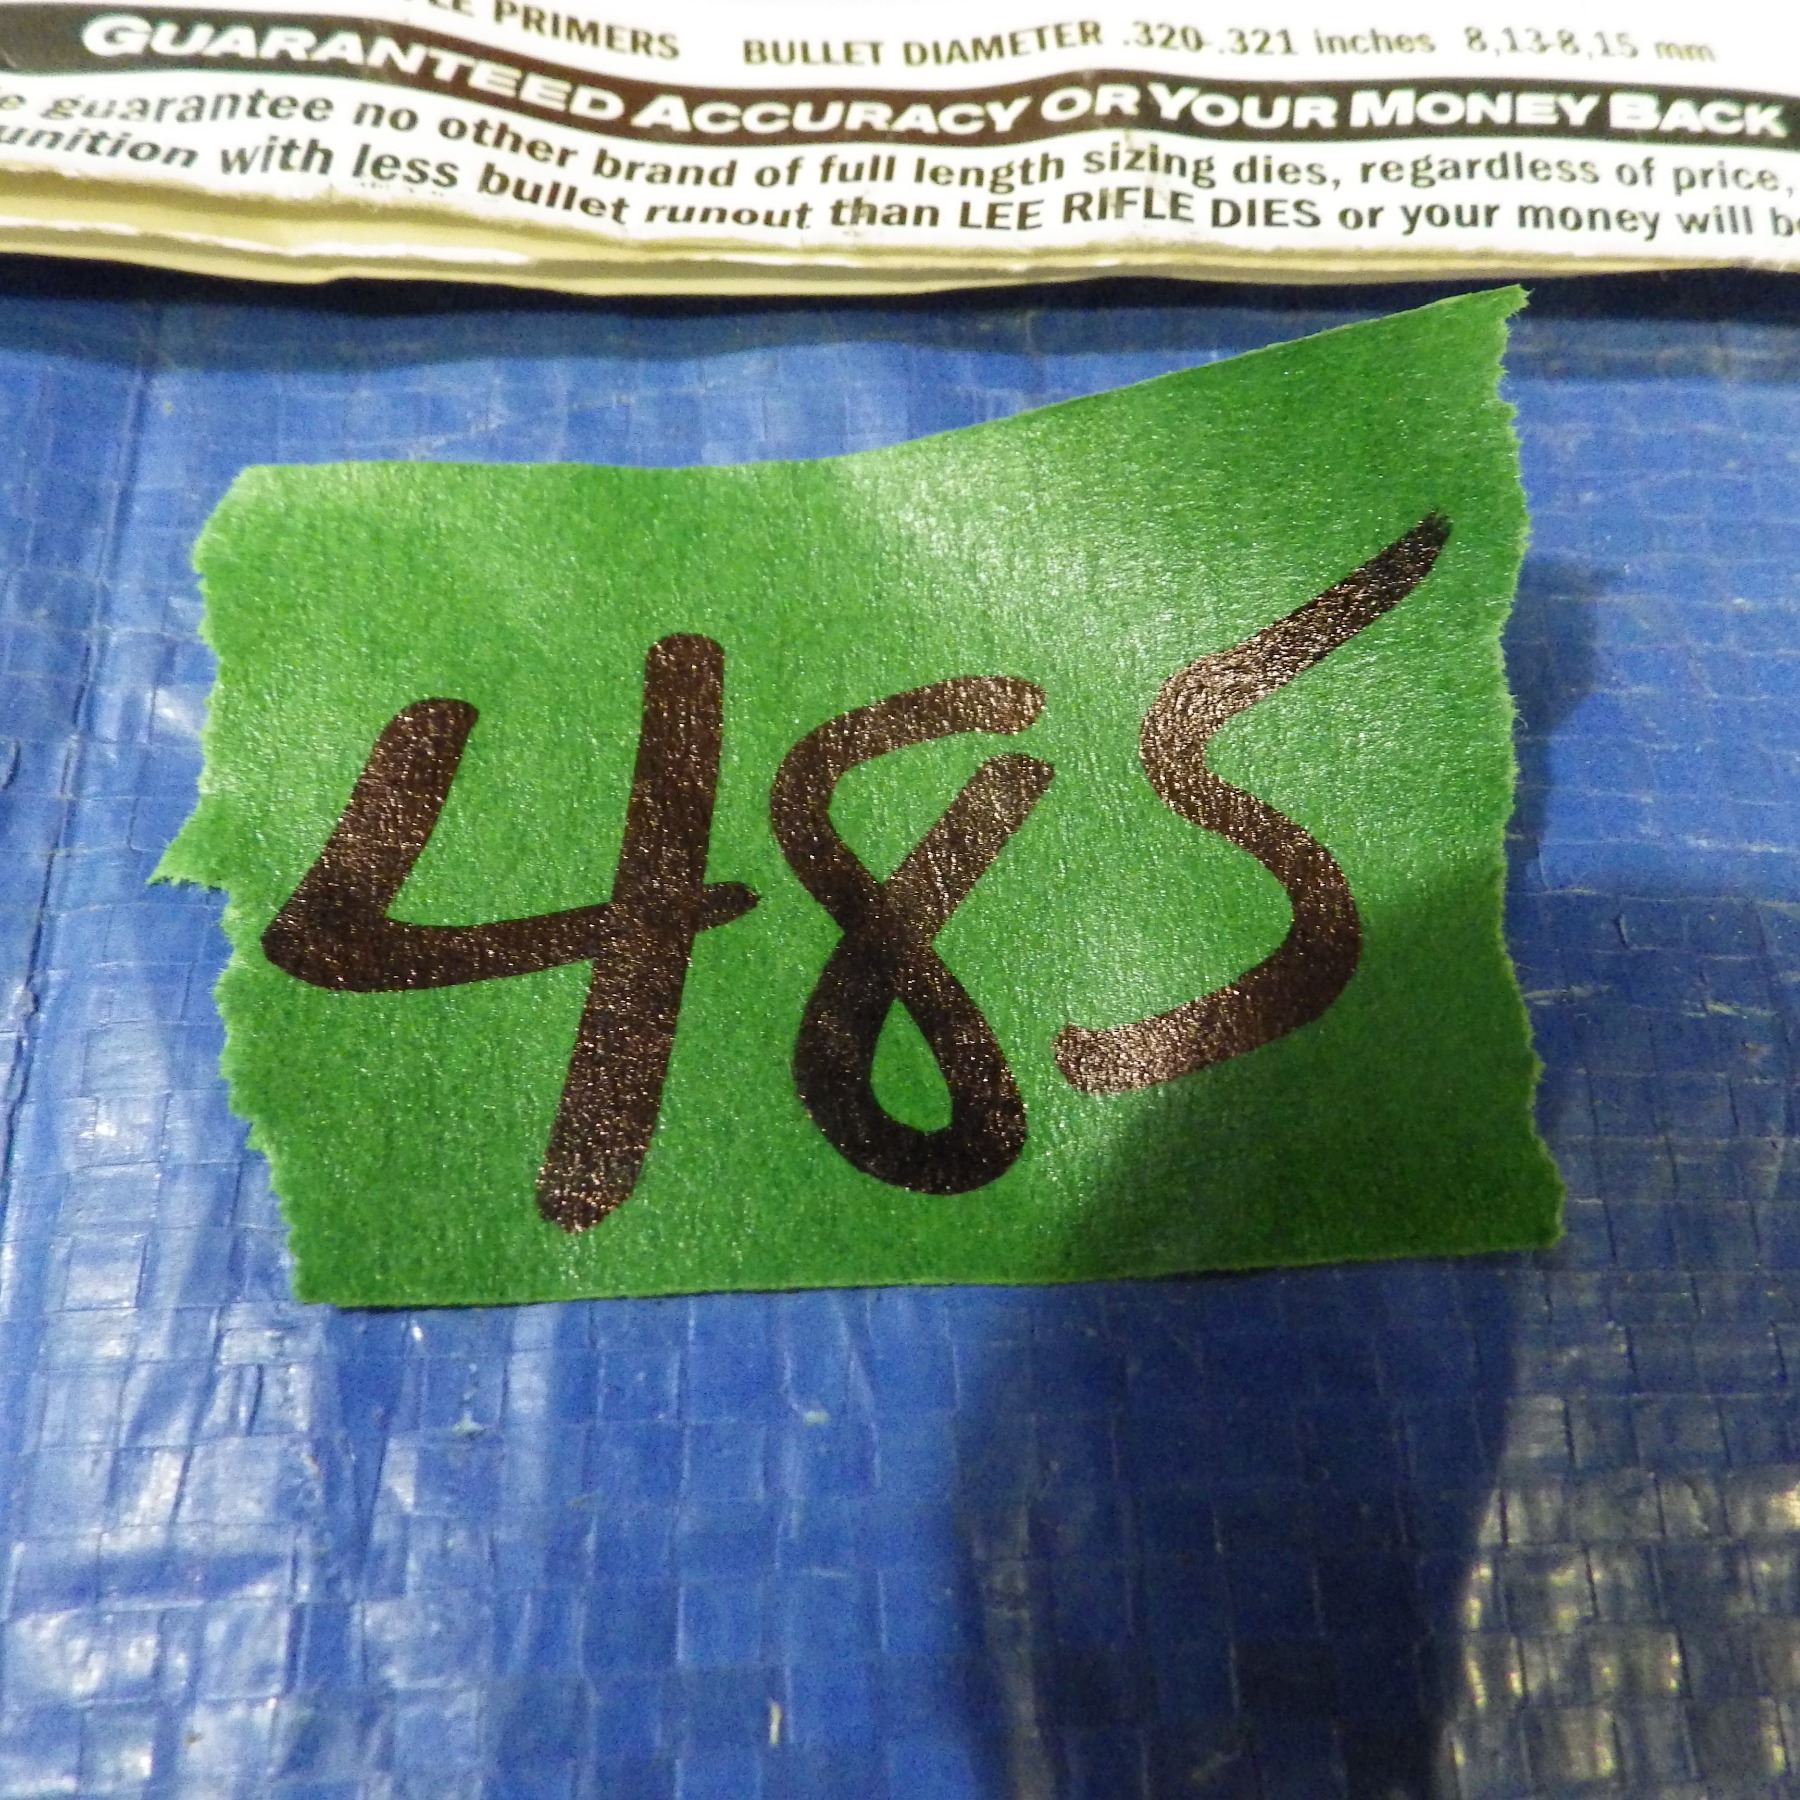 PRIMERS BULLET DIAMETER .320-.321 inches 8,13-8,15 mm
GUARANTEED ACCURACY OR YOUR MONEY BACK
guarantee no other brand of full length sizing dies, regardless of price,
with less bullet runout than LEE RIFLE DIES or your money will
485